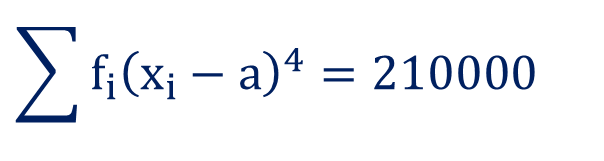 ∑ fᵢ(xᵢ − a)⁴ = 210000